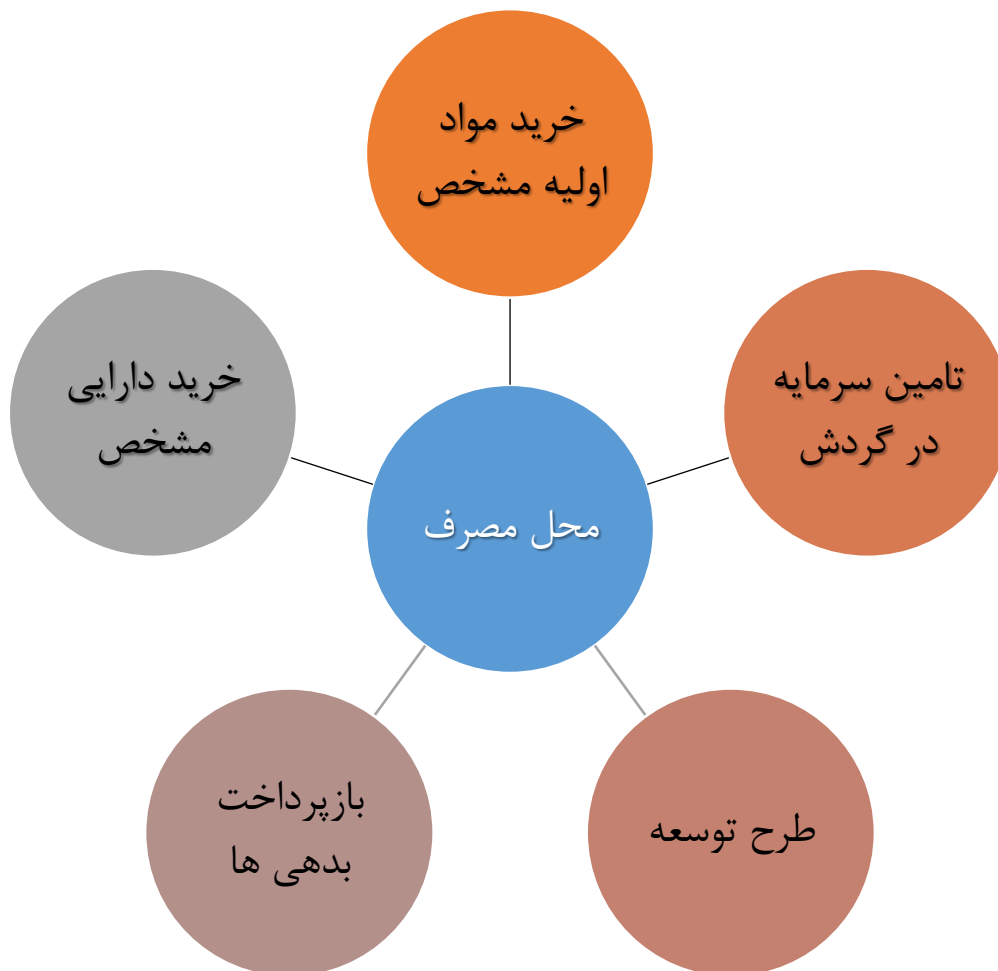 خرید مواد
اولیه مشخص
تامین سرمایه
در گردش
خرید دارایی
مشخص
محل مصرف
طرح توسعه
بازپرداخت
بدهی ها